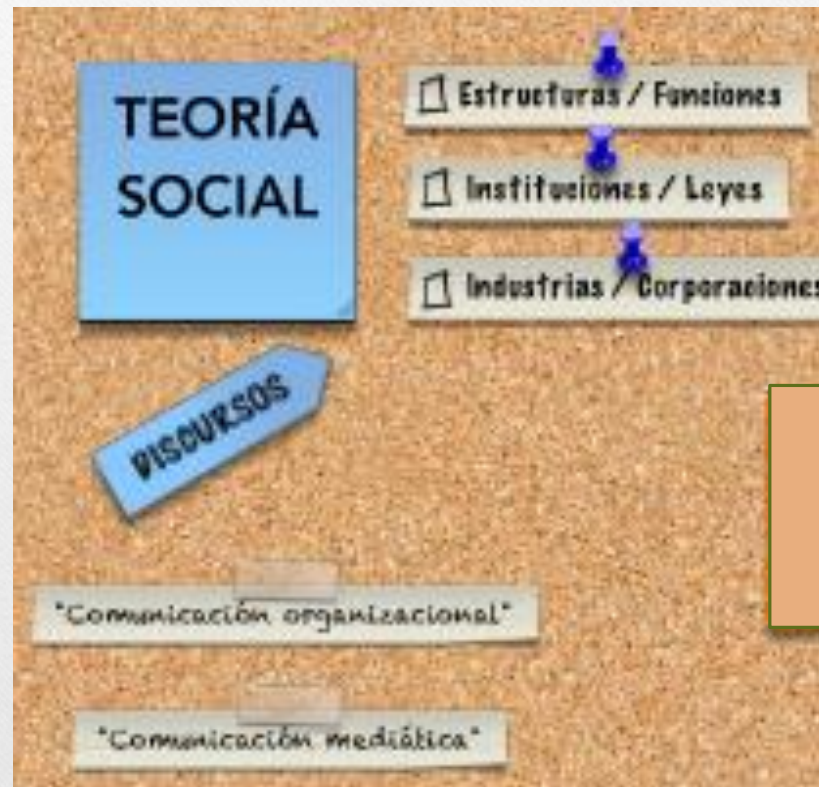 TEORÍA
SOCIAL
Estructuras / Funciones
Instituciones / Leyes
Industrias / Corporaciones
DISCURSOS
"Comunicación organizacional"
"Comunicación mediática"